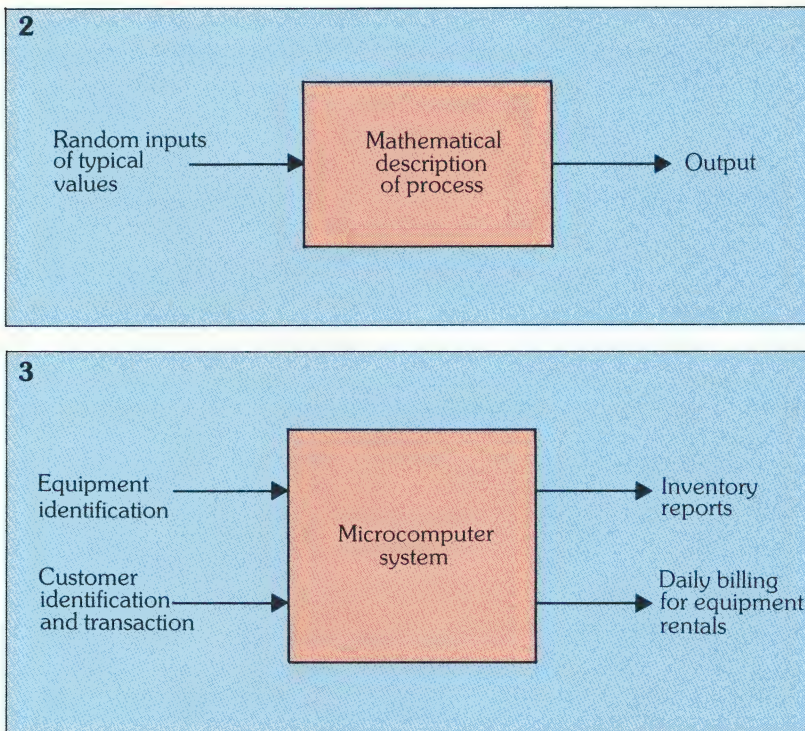 2
Random inputs
of typical
values
Mathematical
description
of process
Output
3
Equipment
identification
Customer
identification
and transaction
Microcomputer
system
Inventory
reports
Daily billing
for equipment
rentals